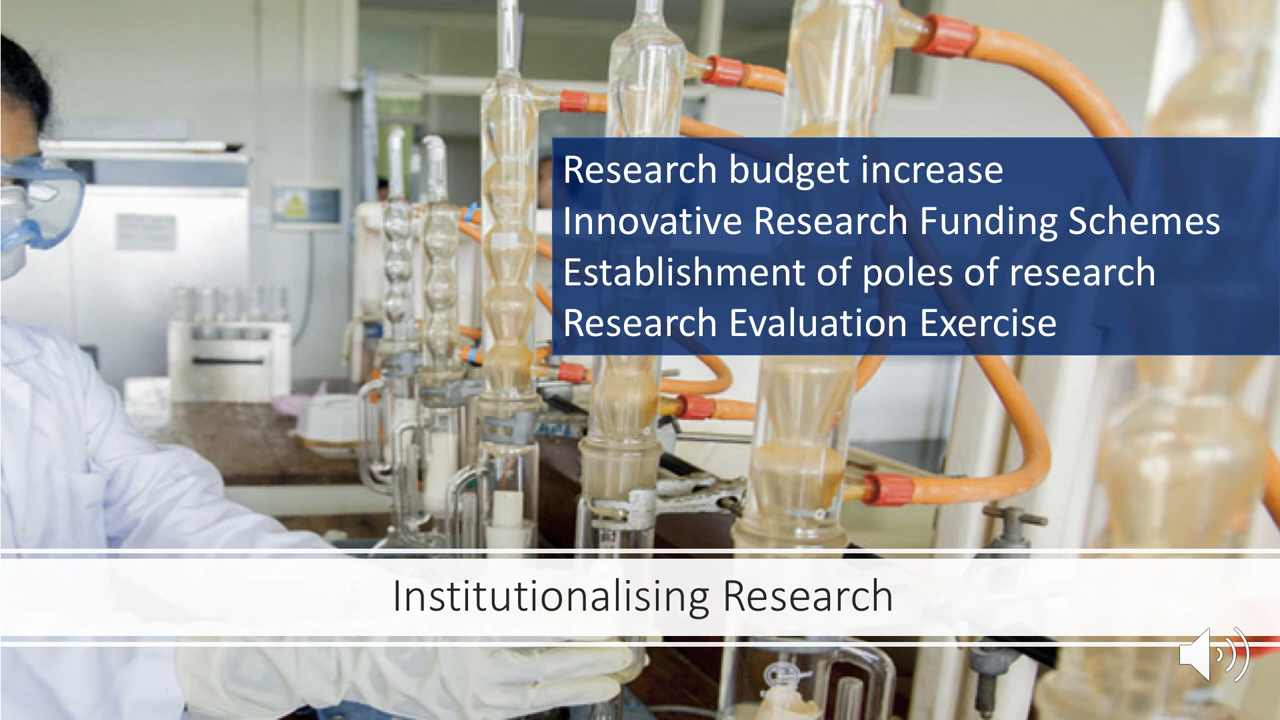 Research budget increase
Innovative Research Funding Schemes
Establishment of poles of research
Research Evaluation Exercise
Institutionalising Research